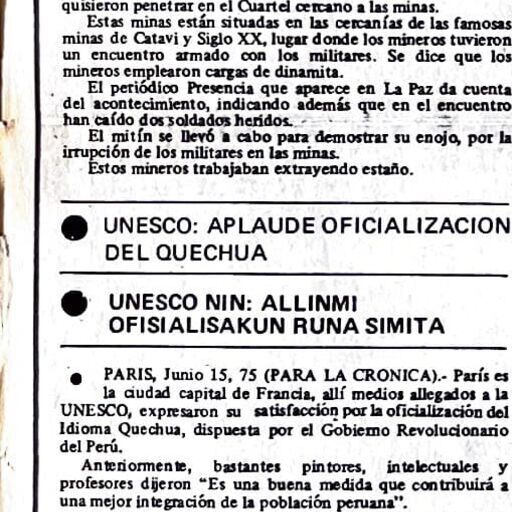 quisieron penetrar en el Cuartel cercano a las minas.
Estas minas están situadas en las cercanías de las famosas
minas de Catavi y Siglo XX, lugar donde los mineros tuvieron
un encuentro armado con los militares. Se dice que los
mineros emplearon cargas de dinamita.
El periódico Presencia que aparece en La Paz da cuenta
del acontecimiento, indicando además que en el encuentro
han caído dos soldados heridos.
El mitín se llevó a cabo para demostrar su enojo, por la
irrupción de los militares en las minas.
Estos mineros trabajaban extrayendo estaño.
● UNESCO: APLAUDE OFICIALIZACION
DEL QUECHUA
● UNESCO NIN: ALLINMI
OFISIALISAKUN RUNA SIMITA
● PARIS, Junio 15, 75 (PARA LA CRONICA).- París es
la ciudad capital de Francia, allí medios allegados a la
UNESCO, expresaron su satisfacción por la oficialización del
Idioma Quechua, dispuesta por el Gobierno Revolucionario
del Perú.
Anteriormente, bastantes pintores, intelectuales y
profesores dijeron “Es una buena medida que contribuirá a
una mejor integración de la población peruana”.